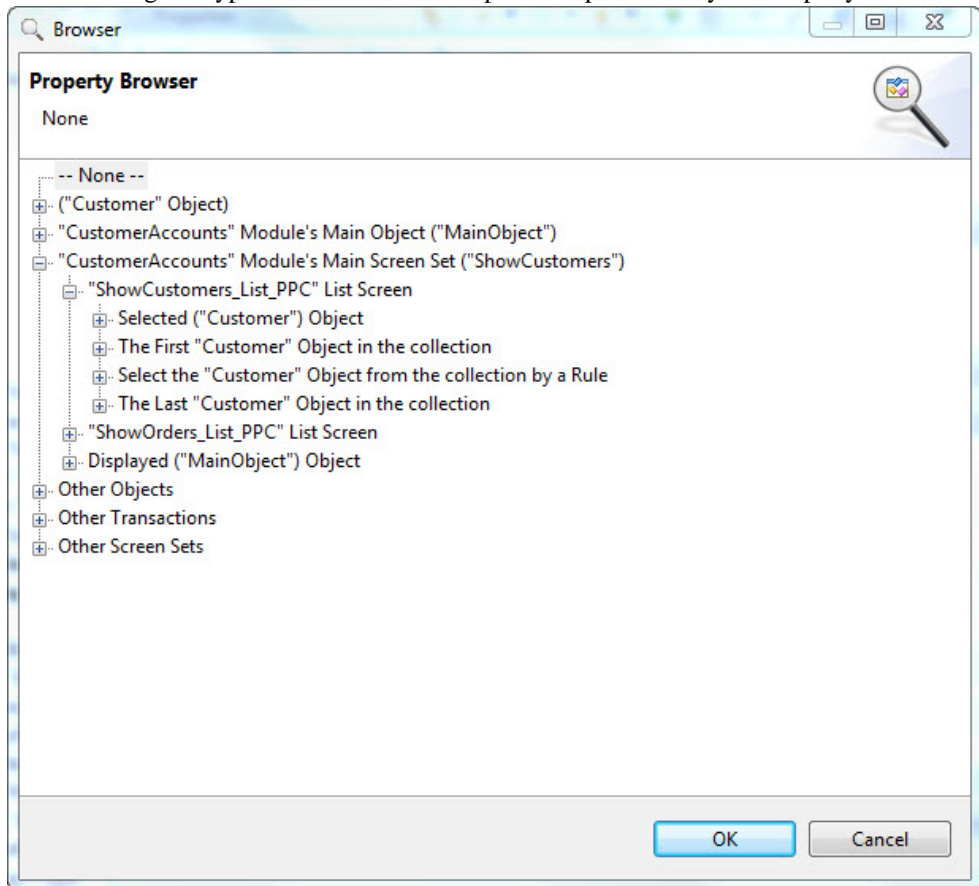 Browser
Property Browser
None
-- None --
("Customer" Object)
"CustomerAccounts" Module's Main Object ("MainObject")
"CustomerAccounts" Module's Main Screen Set ("ShowCustomers")
"ShowCustomers_List_PPC" List Screen
Selected ("Customer") Object
The First "Customer" Object in the collection
Select the "Customer" Object from the collection by a Rule
The Last "Customer" Object in the collection
"ShowOrders_List_PPC" List Screen
Displayed ("MainObject") Object
Other Objects
Other Transactions
Other Screen Sets
OK Cancel